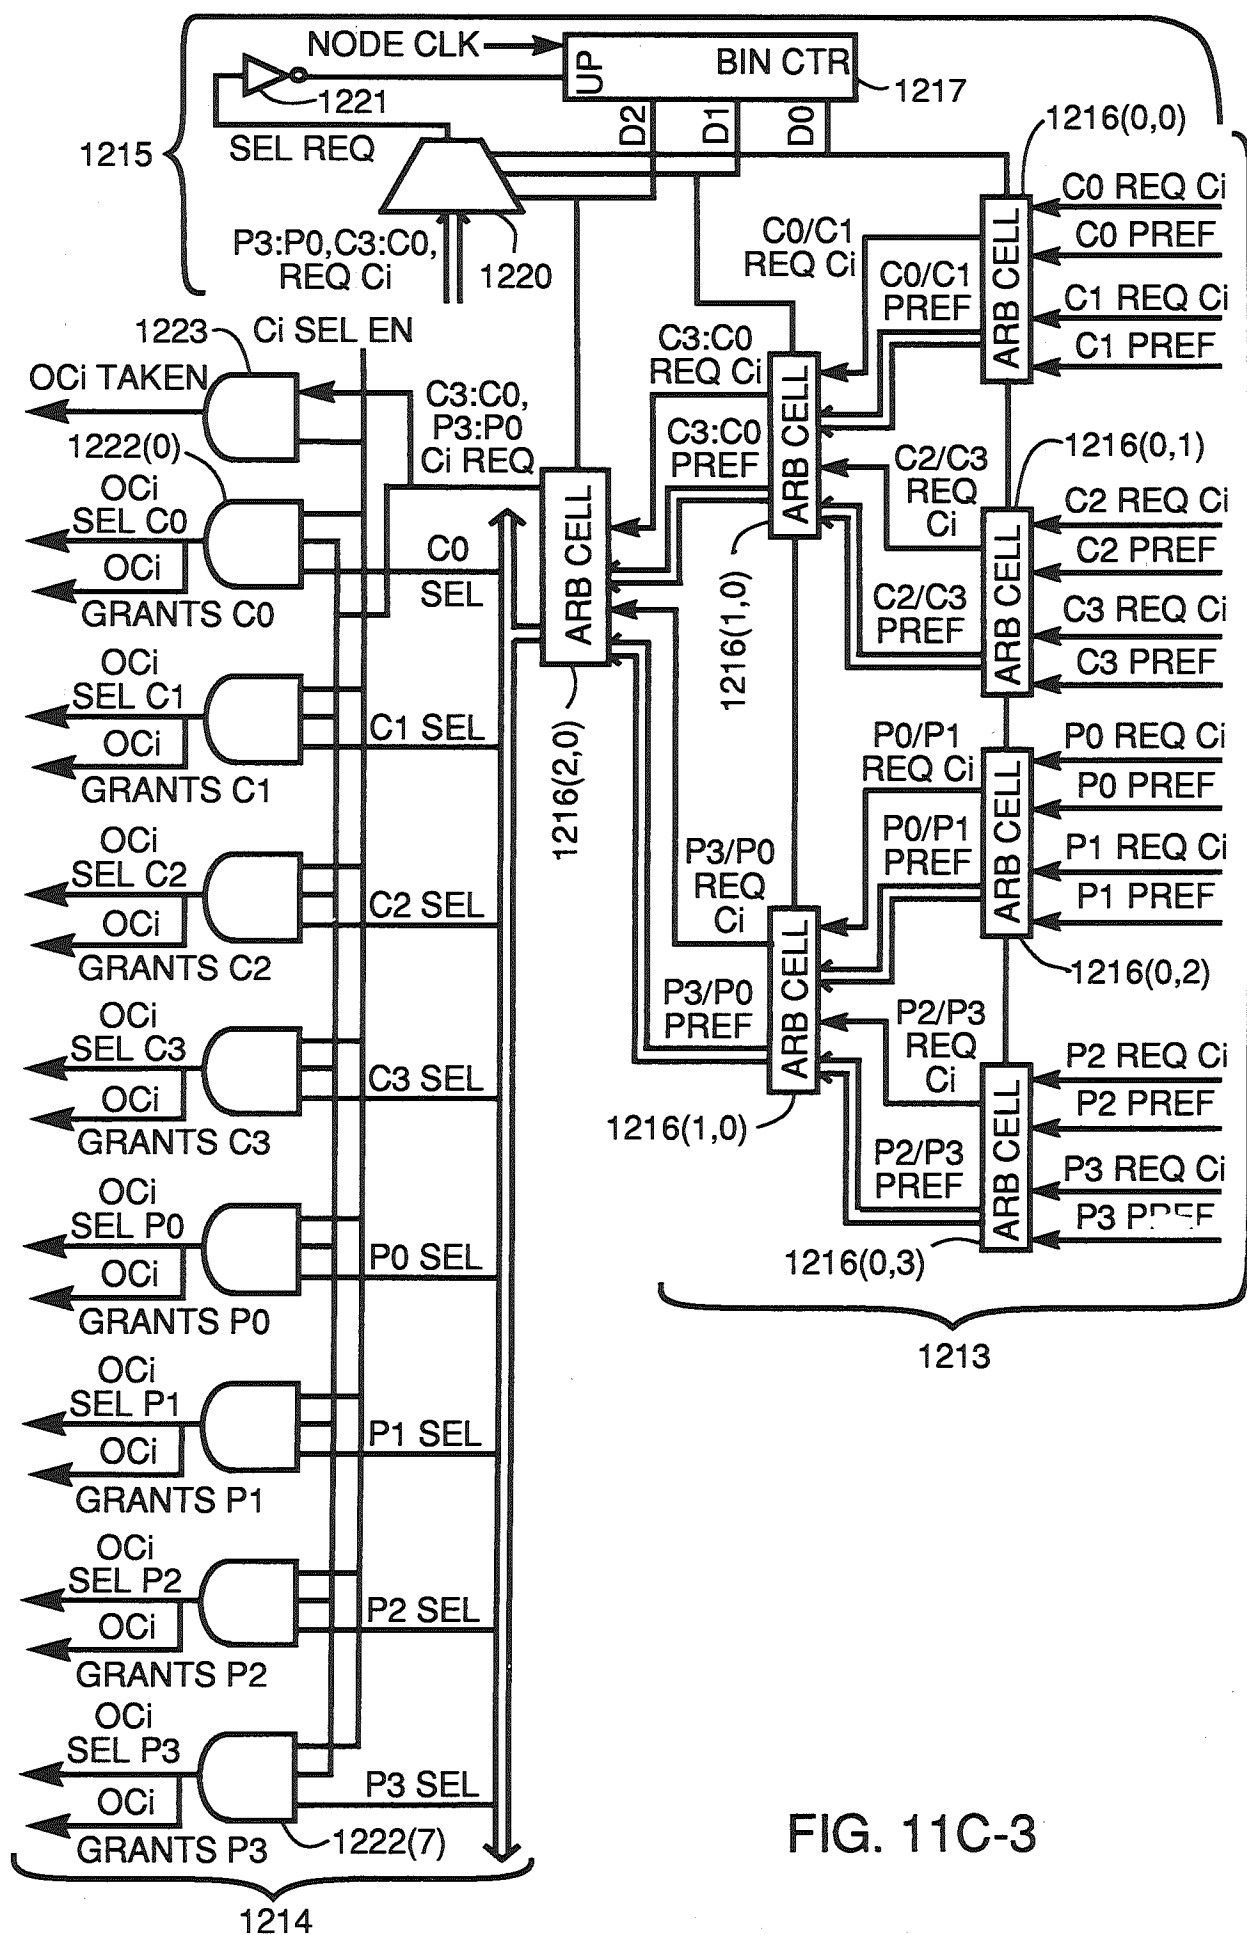 NODE CLK
UP
BIN CTR
1217
1221
D2
D1
D0
1215
SEL REQ
P3:P0,C3:C0,
REQ Ci
1220
1216(0,0)
C0 REQ Ci
C0 PREF
C1 REQ Ci
C1 PREF
ARB CELL
C0/C1
REQ Ci
C0/C1
PREF
1223
Ci SEL EN
OCi TAKEN
1222(0)
C3:C0,
P3:P0
Ci REQ
C3:C0
REQ Ci
C3:C0
PREF
ARB CELL
1216(1,0)
C2/C3
REQ
Ci
C2/C3
PREF
1216(0,1)
C2 REQ Ci
C2 PREF
C3 REQ Ci
C3 PREF
ARB CELL
ARB CELL
1216(2,0)
OCi
SEL C0
OCi
GRANTS C0
C0
SEL
OCi
SEL C1
OCi
GRANTS C1
C1 SEL
P0/P1
REQ Ci
P0/P1
PREF
P0 REQ Ci
P0 PREF
P1 REQ Ci
P1 PREF
ARB CELL
1216(0,2)
OCi
SEL C2
OCi
GRANTS C2
C2 SEL
P3/P0
REQ
Ci
P3/P0
PREF
ARB CELL
1216(1,0)
P2/P3
REQ
Ci
P2/P3
PREF
P2 REQ Ci
P2 PREF
P3 REQ Ci
P3
ARB CELL
1216(0,3)
OCi
SEL C3
OCi
GRANTS C3
C3 SEL
OCi
SEL P0
OCi
GRANTS P0
P0 SEL
1213
OCi
SEL P1
OCi
GRANTS P1
P1 SEL
OCi
SEL P2
OCi
GRANTS P2
P2 SEL
OCi
SEL P3
OCi
GRANTS P3
P3 SEL
1222(7)
1214
FIG. 11C-3